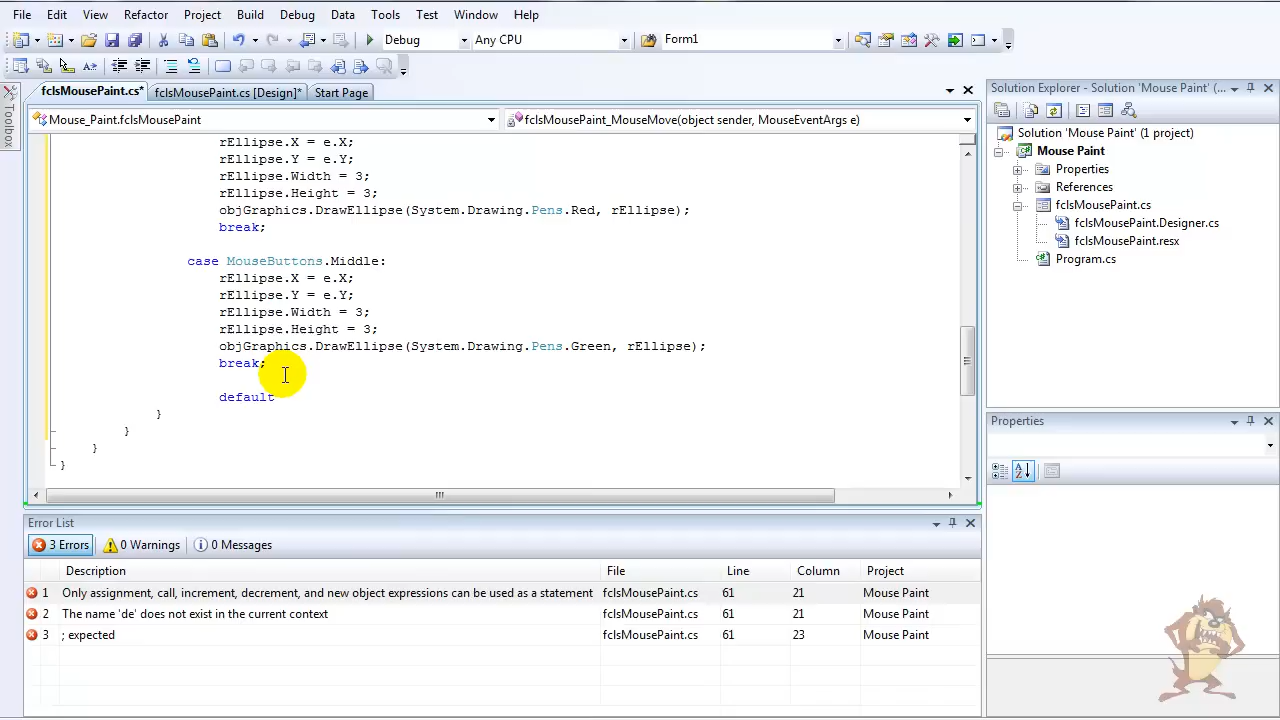 File Edit View Refactor Project Build Debug Data Tools Test Window Help
Debug Any CPU Form1
fclsMousePaint.cs* fclsMousePaint.cs [Design]* Start Page
Toolbox
Mouse_Paint.fclsMousePaint fclsMousePaint_MouseMove(object sender, MouseEventArgs e)
rEllipse.X = e.X;
rEllipse.Y = e.Y;
rEllipse.Width = 3;
rEllipse.Height = 3;
objGraphics.DrawEllipse(System.Drawing.Pens.Red, rEllipse);
break;
case MouseButtons.Middle:
rEllipse.X = e.X;
rEllipse.Y = e.Y;
rEllipse.Width = 3;
rEllipse.Height = 3;
objGraphics.DrawEllipse(System.Drawing.Pens.Green, rEllipse);
break;
default
}
}
}
}
Solution Explorer - Solution 'Mouse Paint' (...
Solution 'Mouse Paint' (1 project)
Mouse Paint
Properties
References
fclsMousePaint.cs
fclsMousePaint.Designer.cs
fclsMousePaint.resx
Program.cs
Properties
Error List
3 Errors 0 Warnings 0 Messages
Description File Line Column Project
1 Only assignment, call, increment, decrement, and new object expressions can be used as a statement fclsMousePaint.cs 61 21 Mouse Paint
2 The name 'de' does not exist in the current context fclsMousePaint.cs 61 21 Mouse Paint
3 ; expected fclsMousePaint.cs 61 23 Mouse Paint